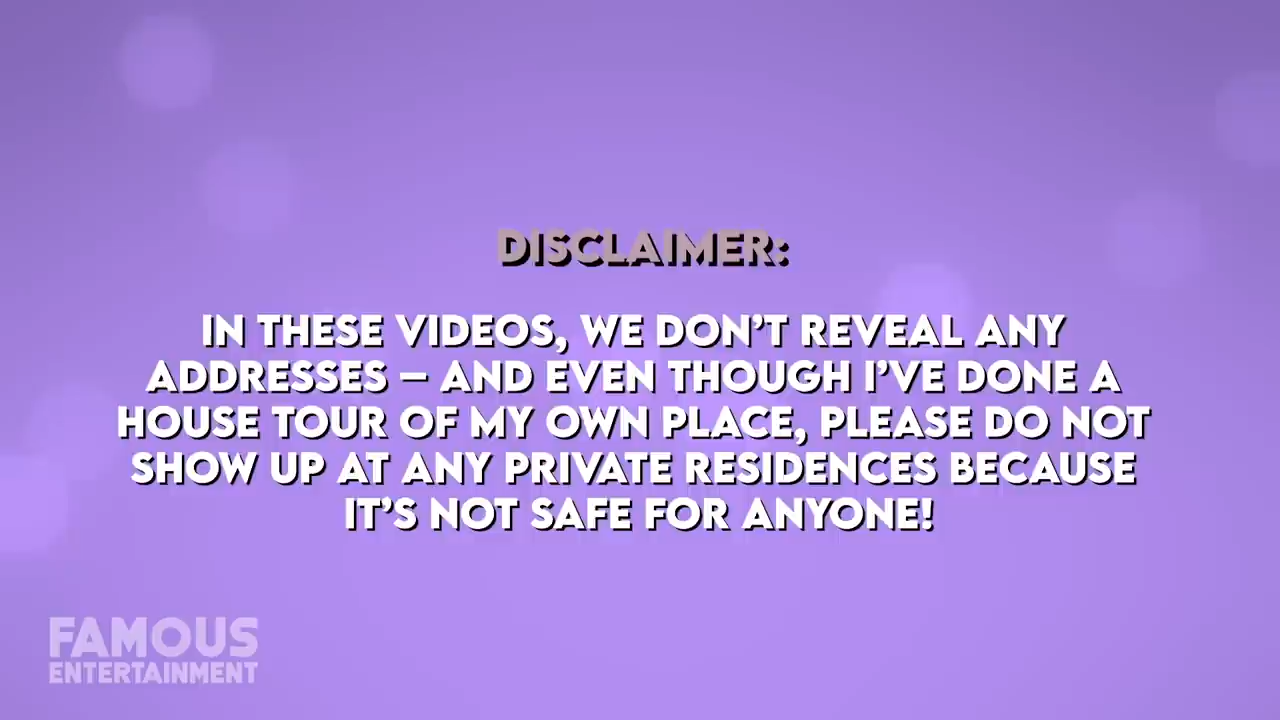 DISCLAIMER:
IN THESE VIDEOS, WE DON'T REVEAL ANY
ADDRESSES – AND EVEN THOUGH I'VE DONE A
HOUSE TOUR OF MY OWN PLACE, PLEASE DO NOT
SHOW UP AT ANY PRIVATE RESIDENCES BECAUSE
IT'S NOT SAFE FOR ANYONE!
FAMOUS
ENTERTAINMENT